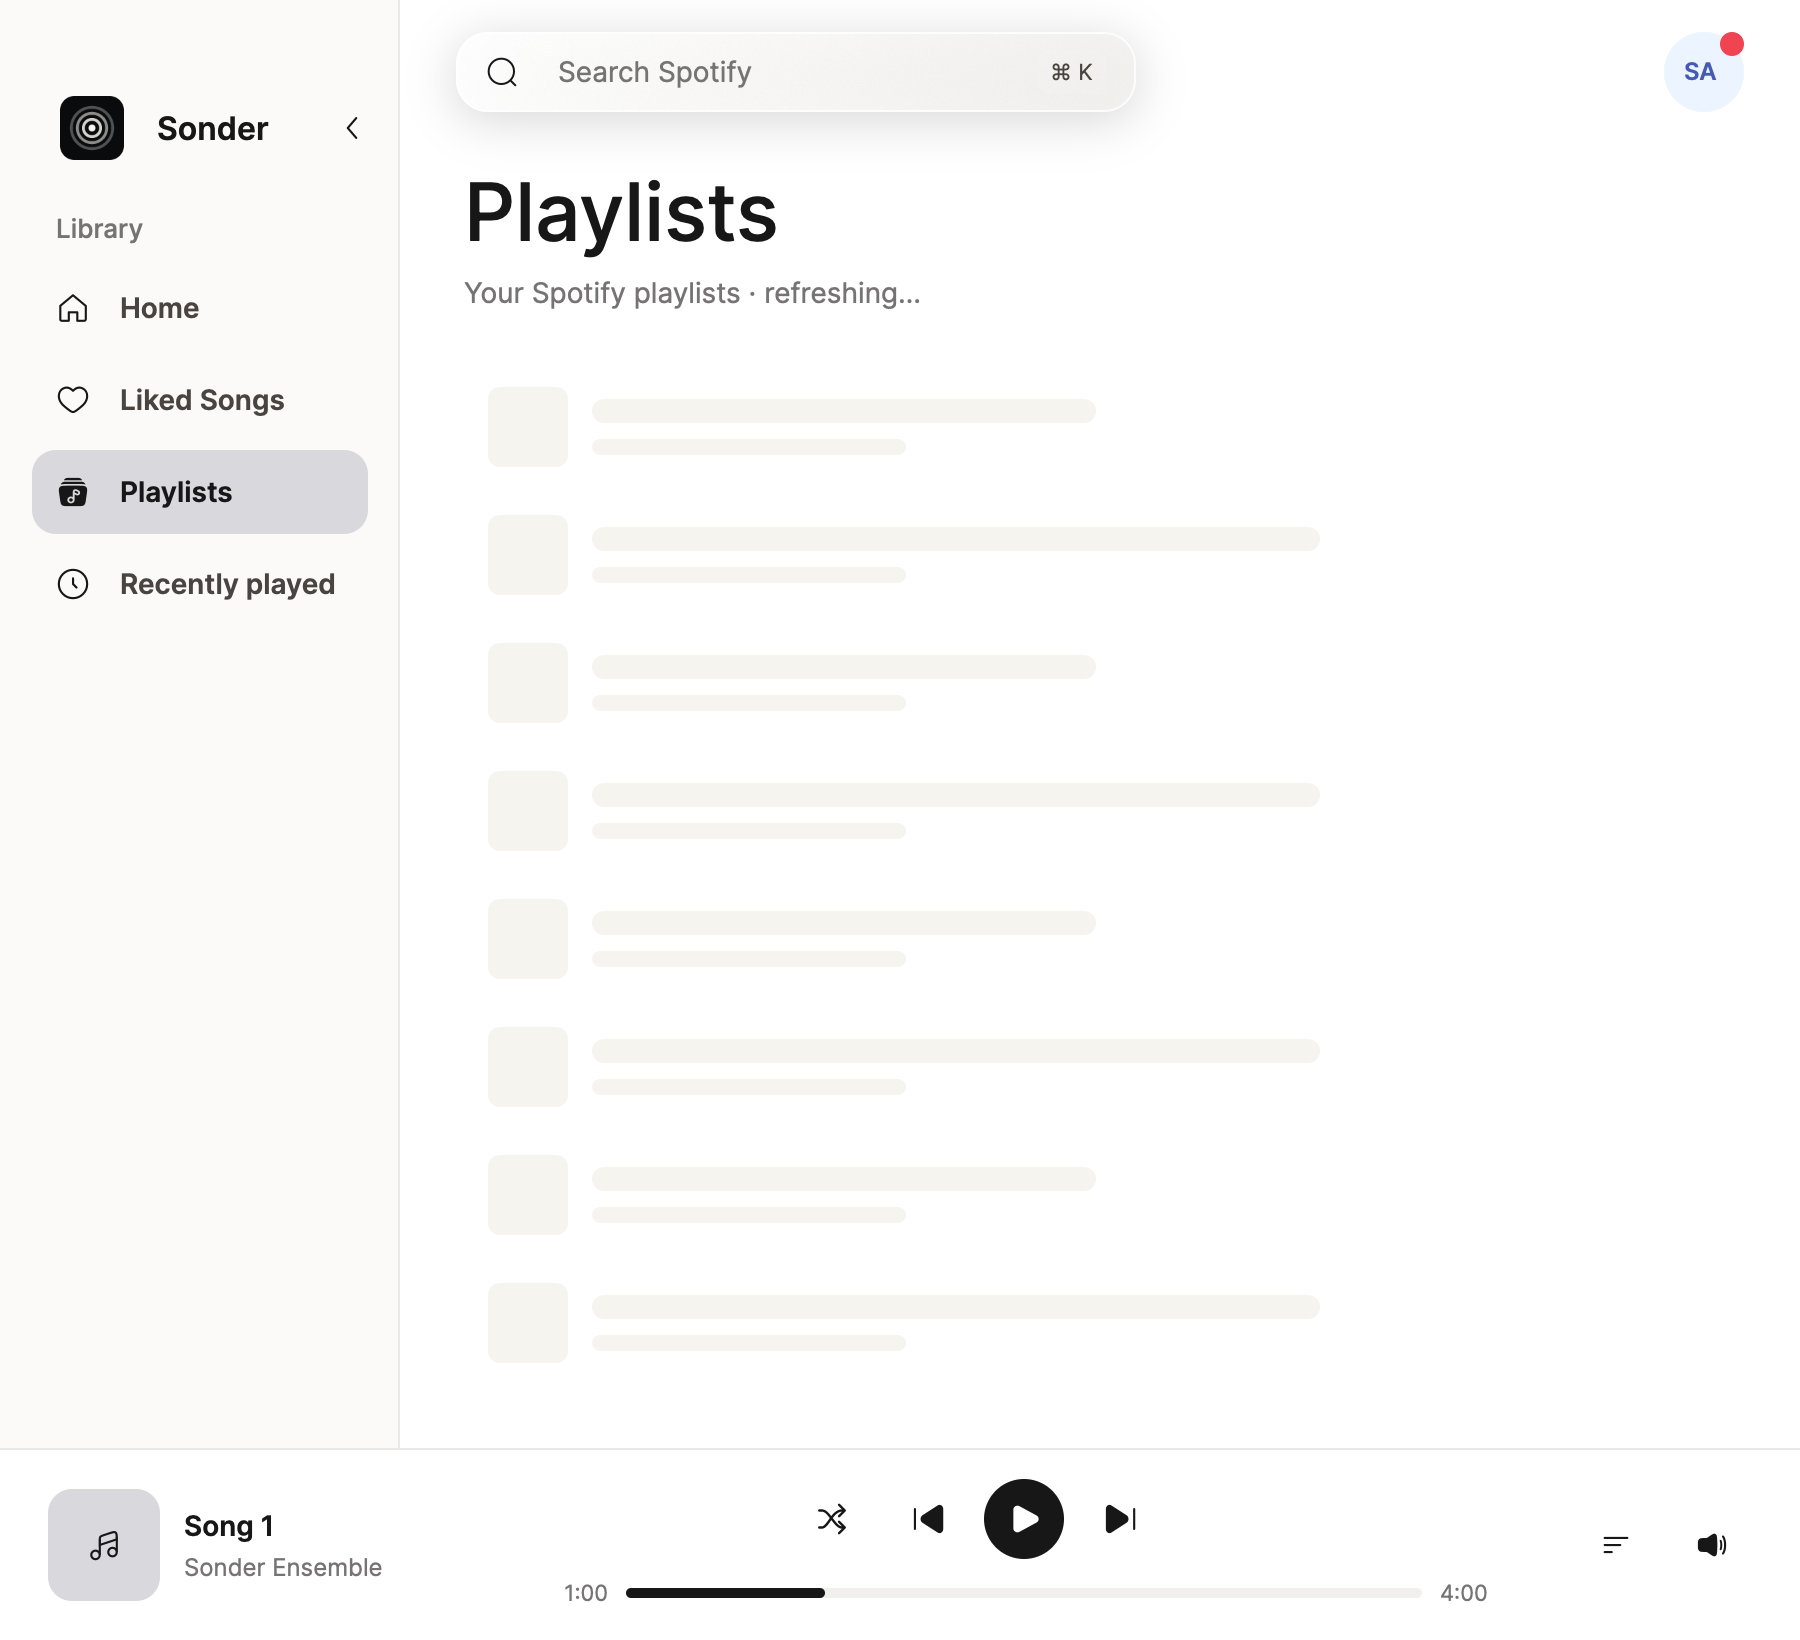 Search Spotify ⌘ K
SA
Sonder
Library
Home
Liked Songs
Playlists
Recently played
Playlists
Your Spotify playlists · refreshing...
Song 1
Sonder Ensemble
1:00
4:00